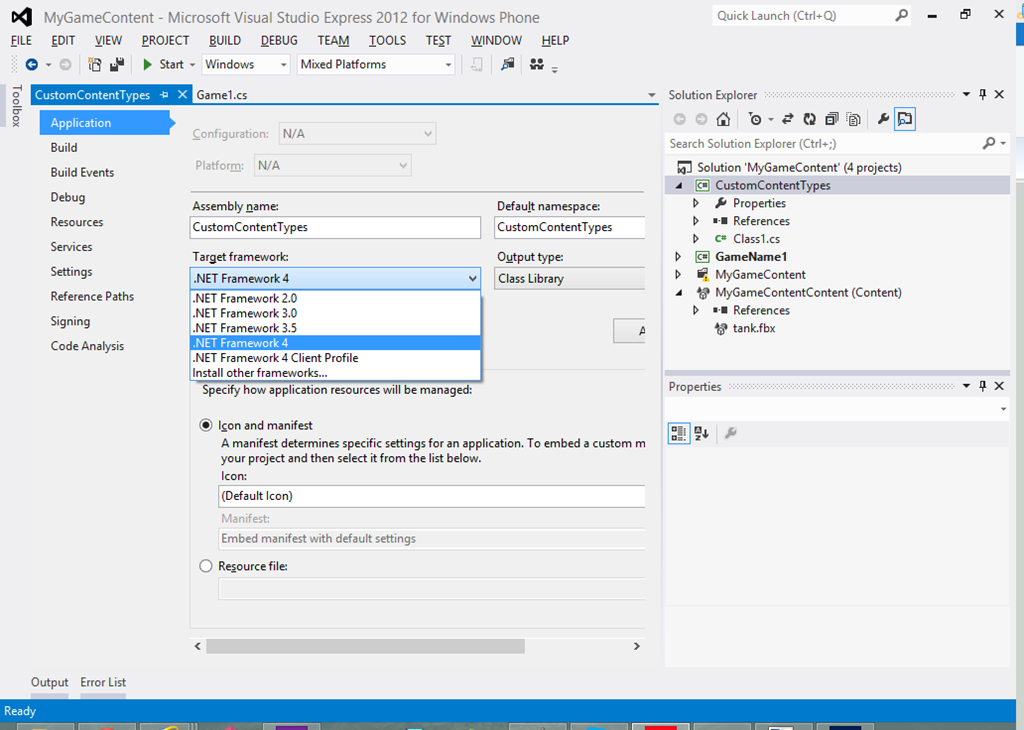 MyGameContent - Microsoft Visual Studio Express 2012 for Windows Phone
Quick Launch (Ctrl+Q)
FILE EDIT VIEW PROJECT BUILD DEBUG TEAM TOOLS TEST WINDOW HELP
Start Windows Mixed Platforms
Toolbox
CustomContentTypes Game1.cs
Application
Build
Build Events
Debug
Resources
Services
Settings
Reference Paths
Signing
Code Analysis
Configuration: N/A
Platform: N/A
Assembly name: Default namespace:
CustomContentTypes CustomContentTypes
Target framework: Output type:
.NET Framework 4 Class Library
.NET Framework 2.0
.NET Framework 3.0
.NET Framework 3.5
.NET Framework 4
A
.NET Framework 4 Client Profile
Install other frameworks...
Specify how application resources will be managed:
Icon and manifest
A manifest determines specific settings for an application. To embed a custom m
your project and then select it from the list below.
Icon:
(Default Icon)
Manifest:
Embed manifest with default settings
Resource file:
Solution Explorer
Search Solution Explorer (Ctrl+;)
Solution 'MyGameContent' (4 projects)
C# CustomContentTypes
Properties
References
C# Class1.cs
C# GameName1
MyGameContent
MyGameContentContent (Content)
References
tank.fbx
Properties
Output Error List
Ready